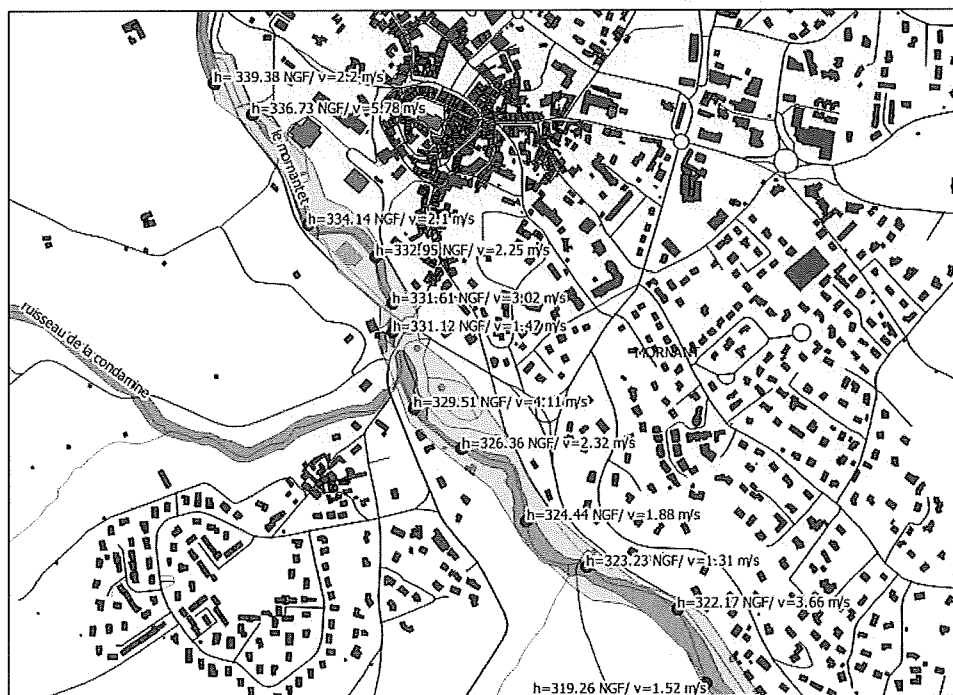 h= 339.38 NGF/ v=2.2 m/s
h=336.73 NGF/ v=5.78 m/s
le mornantet
h=334.14 NGF/ v=2.1 m/s
h=332.95 NGF/ v=2.25 m/s
h=331.61 NGF/ v=3.02 m/s
ruisseau de la condamine
h=331.12 NGF/ v=1.47 m/s
MORNANT
h=329.51 NGF/ v=4.11 m/s
h=326.36 NGF/ v=2.32 m/s
h=324.44 NGF/ v=1.88 m/s
h=323.23 NGF/ v=1.31 m/s
h=322.17 NGF/ v=3.66 m/s
h=319.26 NGF/ v=1.52 m/s